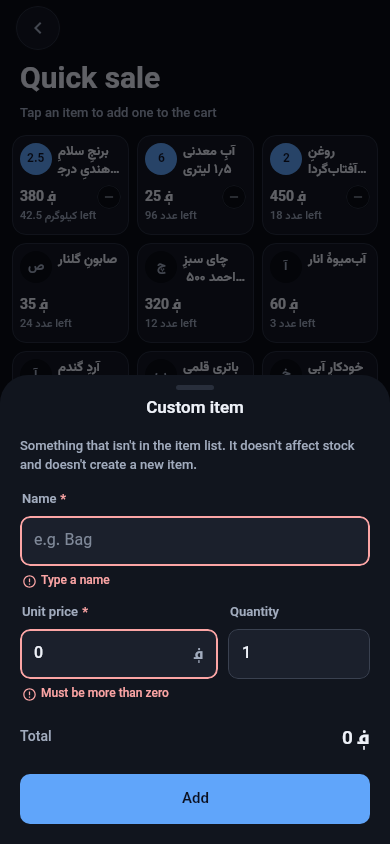 Quick sale
Tap an item to add one to the cart
2.5
برنجِ سلام
هندیِ درجـ...
380 ؋
42.5 کیلوگرم left
6
آبِ معدنی
۱٫۵ لیتری
25 ؋
96 عدد left
2
روغنِ
آفتاب‌گردا...
450 ؋
18 عدد left
ص
صابونِ گلنار
35 ؋
24 عدد left
چ
چای سبزِ
احمد ۵۰۰...
320 ؋
12 عدد left
آ
آب‌میوهٔ انار
60 ؋
3 عدد left
آردِ گندم
باتری قلمی
خودکارِ آبی
Custom item
Something that isn't in the item list. It doesn't affect stock
and doesn't create a new item.
Name *
e.g. Bag
Type a name
Unit price *
Quantity
0 ؋
1
Must be more than zero
Total
0 ؋
Add